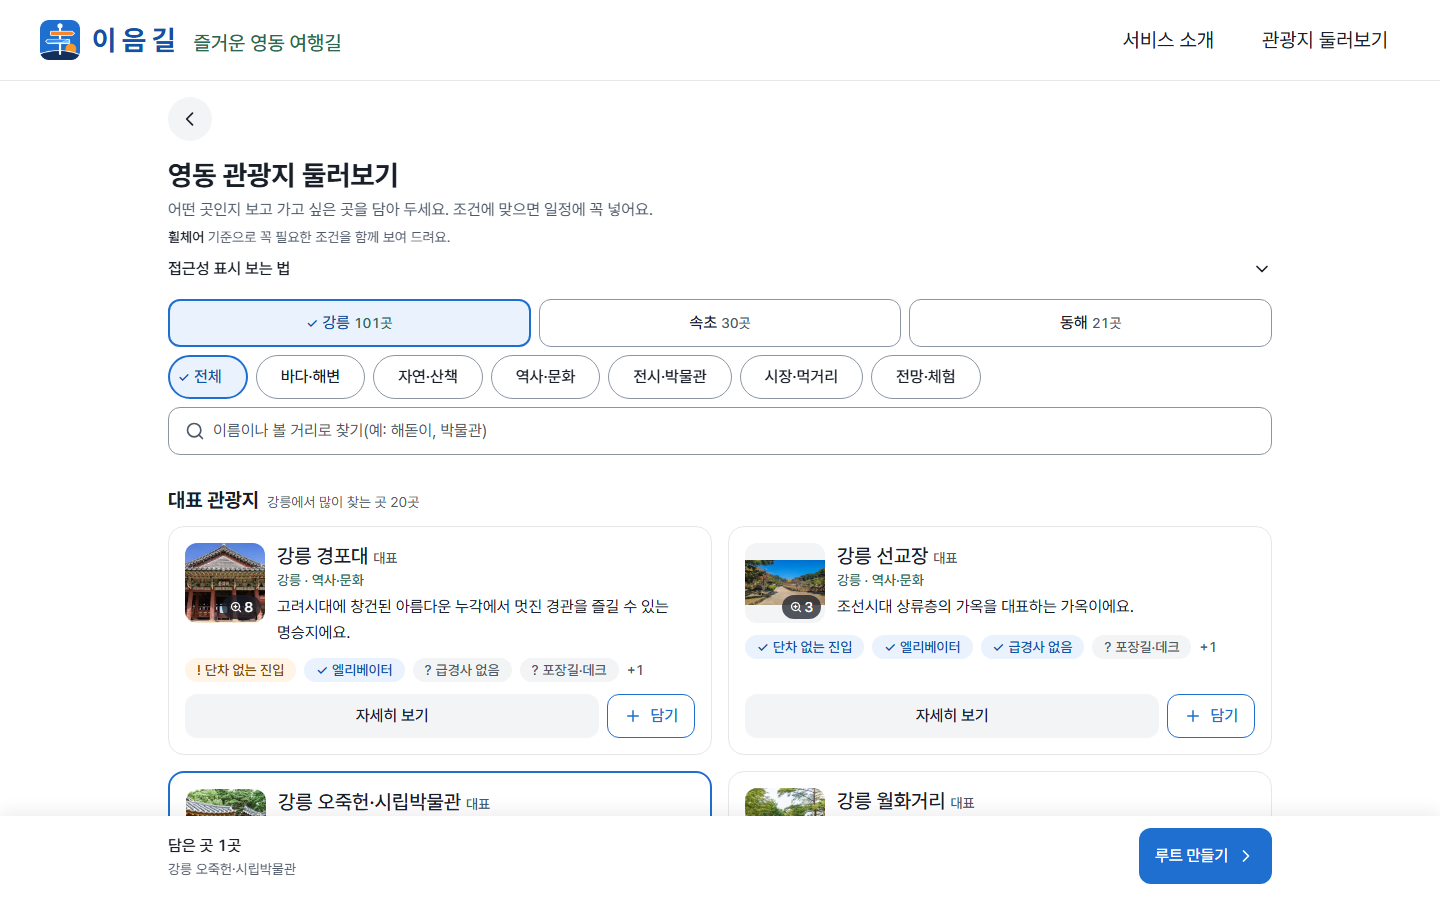 이음길 즐거운 영동 여행길
서비스 소개 관광지 둘러보기
영동 관광지 둘러보기
어떤 곳인지 보고 가고 싶은 곳을 담아 두세요. 조건에 맞으면 일정에 꼭 넣어요.
휠체어 기준으로 꼭 필요한 조건을 함께 보여 드려요.
접근성 표시 보는 법
강릉 101곳 속초 30곳 동해 21곳
전체 바다·해변 자연·산책 역사·문화 전시·박물관 시장·먹거리 전망·체험
이름이나 볼 거리로 찾기(예: 해돋이, 박물관)
대표 관광지 강릉에서 많이 찾는 곳 20곳
강릉 경포대 대표
강릉 · 역사·문화
고려시대에 창건된 아름다운 누각에서 멋진 경관을 즐길 수 있는
명승지에요.
8
! 단차 없는 진입 엘리베이터 ? 급경사 없음 ? 포장길·데크 +1
자세히 보기 + 담기
강릉 선교장 대표
강릉 · 역사·문화
조선시대 상류층의 가옥을 대표하는 가옥이에요.
3
단차 없는 진입 엘리베이터 급경사 없음 ? 포장길·데크 +1
자세히 보기 + 담기
강릉 오죽헌·시립박물관 대표
강릉 월화거리 대표
담은 곳 1곳
강릉 오죽헌·시립박물관
루트 만들기